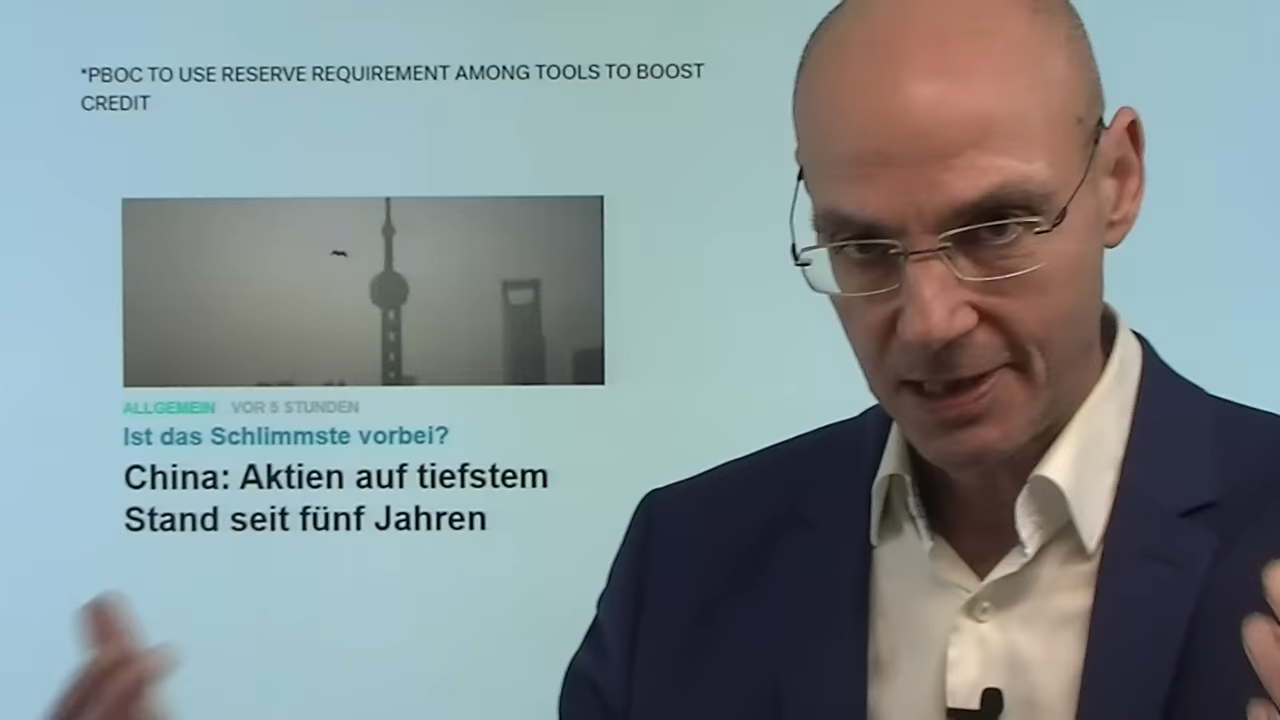 *PBOC TO USE RESERVE REQUIREMENT AMONG TOOLS TO BOOST
CREDIT
ALLGEMEIN VOR 5 STUNDEN
Ist das Schlimmste vorbei?
China: Aktien auf tiefstem
Stand seit fünf Jahren